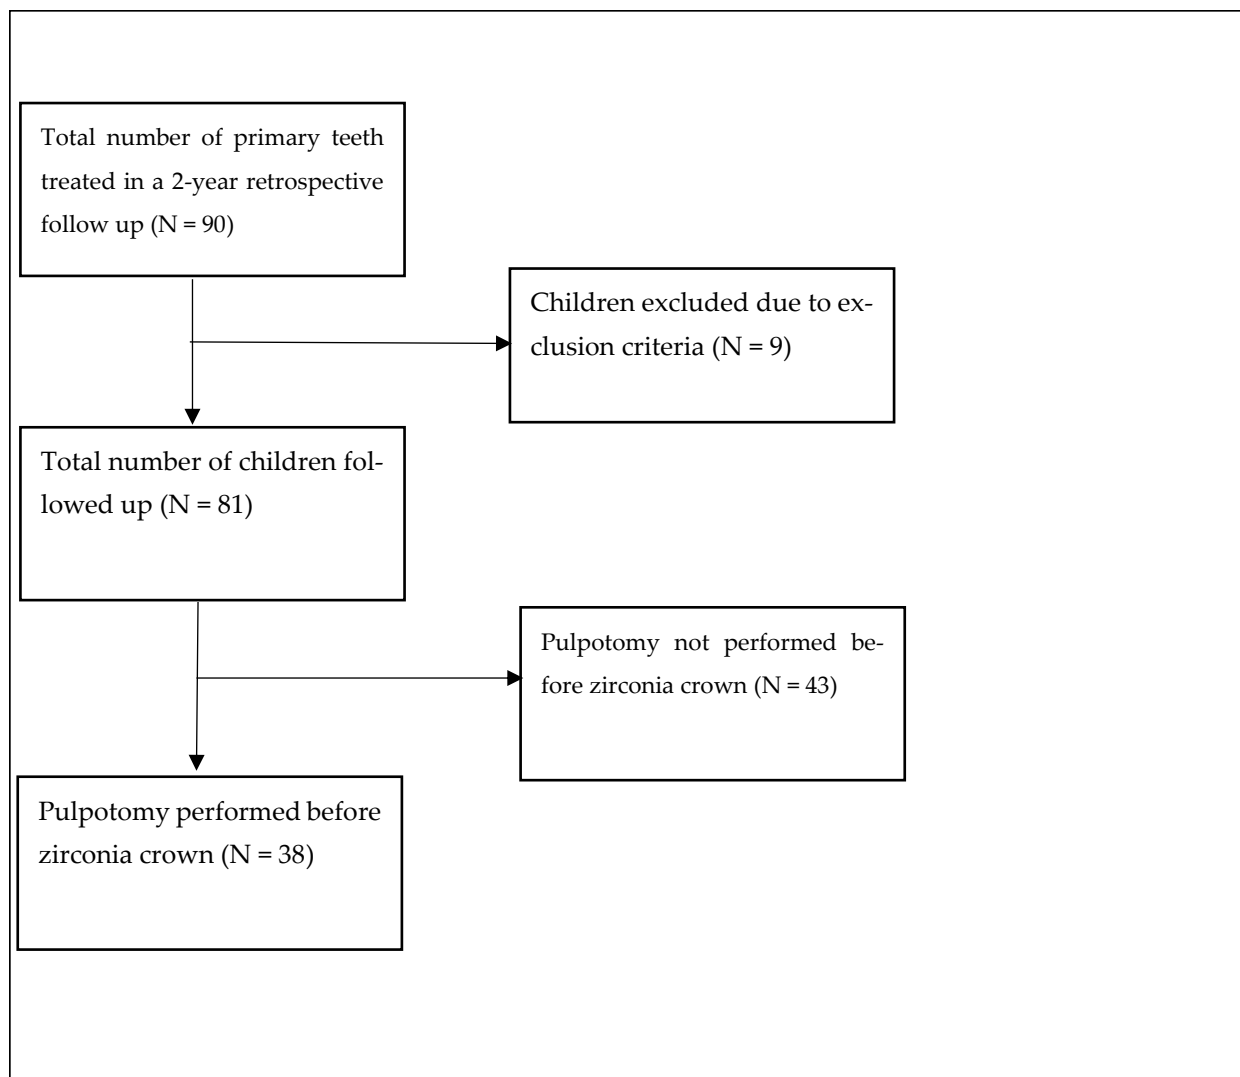 Total number of primary teeth
treated in a 2-year retrospective
follow up (N = 90)
Children excluded due to ex-
clusion criteria (N = 9)
Total number of children fol-
lowed up (N = 81)
Pulpotomy not performed be-
fore zirconia crown (N = 43)
Pulpotomy performed before
zirconia crown (N = 38)